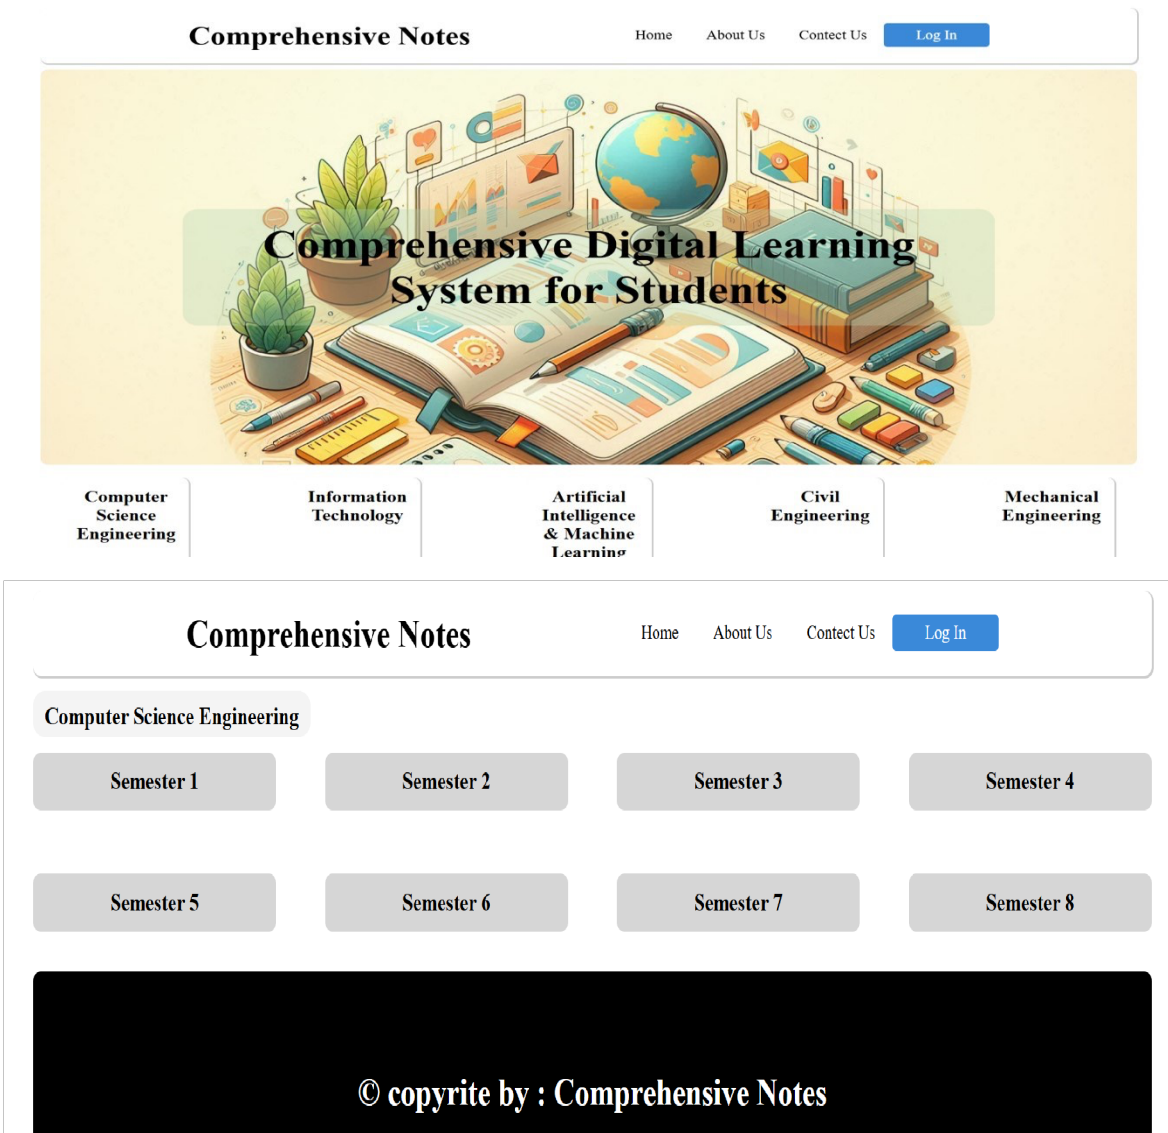 Comprehensive Notes
Home About Us Contect Us Log In
Comprehensive Digital Learning
System for Students
Computer
Science
Engineering
Information
Technology
Artificial
Intelligence
& Machine
Learning
Civil
Engineering
Mechanical
Engineering
Comprehensive Notes
Home About Us Contect Us Log In
Computer Science Engineering
Semester 1 Semester 2 Semester 3 Semester 4
Semester 5 Semester 6 Semester 7 Semester 8
© copyrite by : Comprehensive Notes